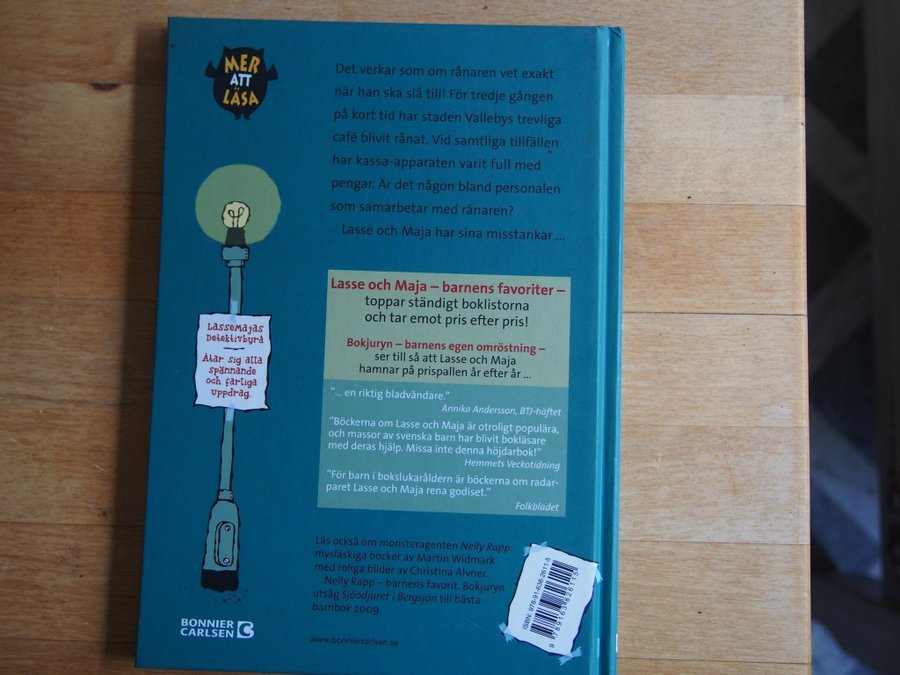 MER
ATT
LÄSA
Det verkar som om rånaren vet exakt
när han ska slå till! För tredje gången
på kort tid har staden Vallebys trevliga
café blivit rånat. Vid samtliga tillfällen
har kassa-apparaten varit full med
pengar. Är det någon bland personalen
som samarbetar med rånaren?
Lasse och Maja har sina misstankar ...
LasseMajas
Detektivbyrå
Åtar sig alla
spännande
och farliga
uppdrag.
Lasse och Maja – barnens favoriter –
toppar ständigt boklistorna
och tar emot pris efter pris!
Bokjuryn – barnens egen omröstning –
ser till så att Lasse och Maja
hamnar på prispallen år efter år ...
"... en riktig bladvändare."
Annika Andersson, BTJ-häftet
"Böckerna om Lasse och Maja är otroligt populära,
och massor av svenska barn har blivit bokläsare
med deras hjälp. Missa inte denna höjdarbok!"
Hemmets Veckotidning
"För barn i bokslukaråldern är böckerna om radar-
paret Lasse och Maja rena godiset."
Folkbladet
Läs också om monsteragenten Nelly Rapp,
mysläskiga böcker av Martin Widmark
med roliga bilder av Christina Alvner.
Nelly Rapp – barnens favorit. Bokjuryn
utsåg Sjöodjuret i Bergsjön till bästa
barnbok 2009.
www.bonniercarlsen.se
BONNIER
CARLSEN
ISBN: 978-91-638-2611-5
9789163826115